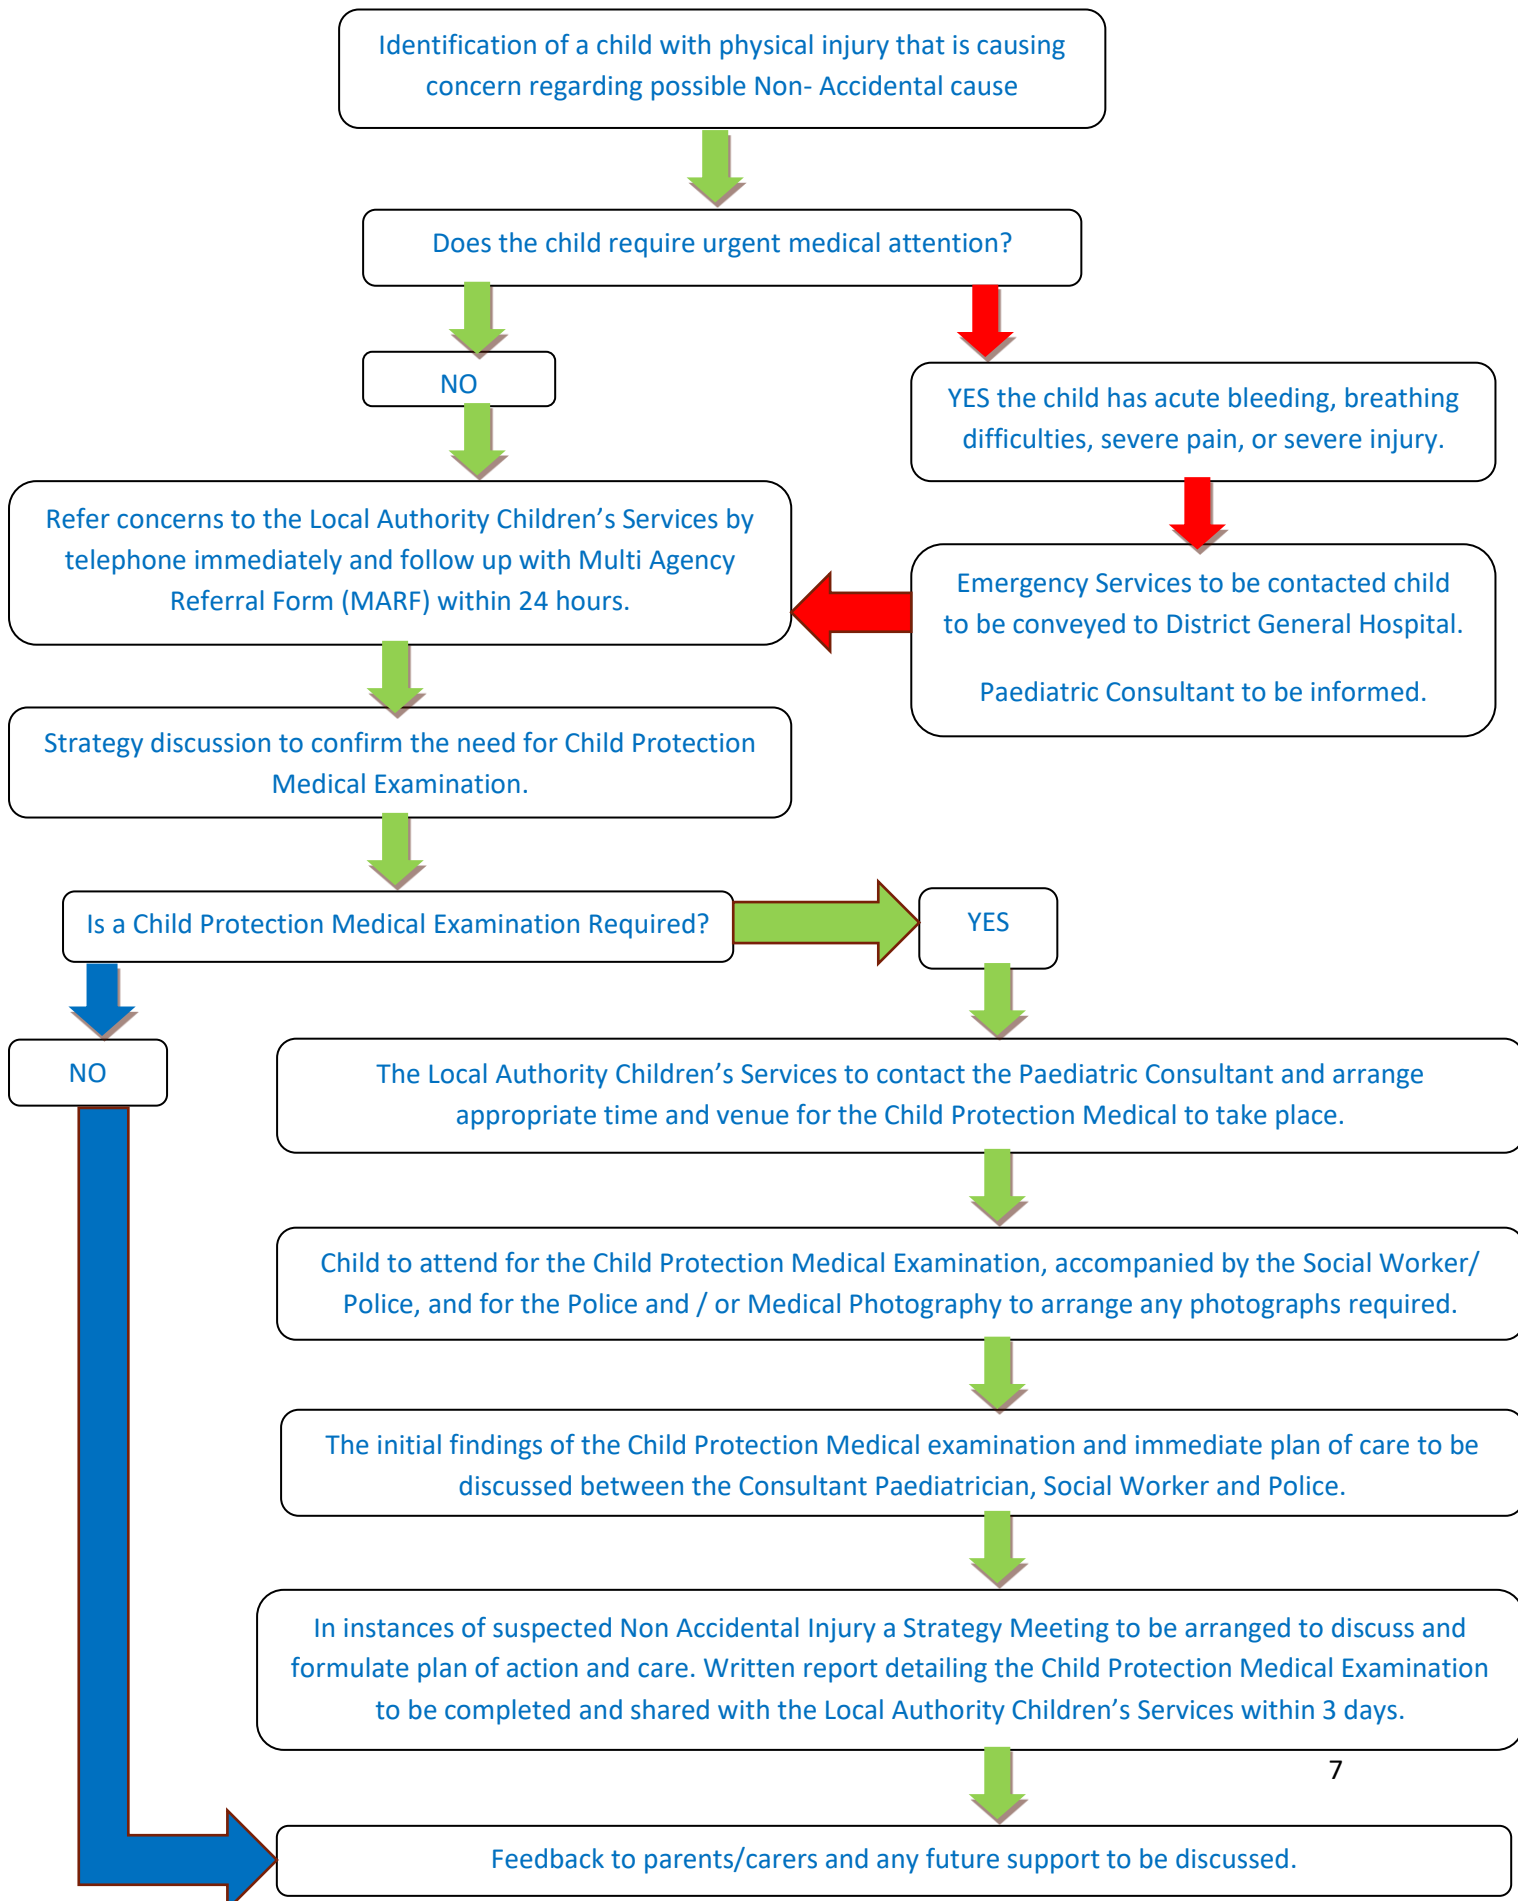 Identification of a child with physical injury that is causing
concern regarding possible Non- Accidental cause
Does the child require urgent medical attention?
NO
YES the child has acute bleeding, breathing
difficulties, severe pain, or severe injury.
Refer concerns to the Local Authority Children’s Services by
telephone immediately and follow up with Multi Agency
Referral Form (MARF) within 24 hours.
Emergency Services to be contacted child
to be conveyed to District General Hospital.
Paediatric Consultant to be informed.
Strategy discussion to confirm the need for Child Protection
Medical Examination.
Is a Child Protection Medical Examination Required?
YES
NO
The Local Authority Children’s Services to contact the Paediatric Consultant and arrange
appropriate time and venue for the Child Protection Medical to take place.
Child to attend for the Child Protection Medical Examination, accompanied by the Social Worker/
Police, and for the Police and / or Medical Photography to arrange any photographs required.
The initial findings of the Child Protection Medical examination and immediate plan of care to be
discussed between the Consultant Paediatrician, Social Worker and Police.
In instances of suspected Non Accidental Injury a Strategy Meeting to be arranged to discuss and
formulate plan of action and care. Written report detailing the Child Protection Medical Examination
to be completed and shared with the Local Authority Children’s Services within 3 days.
7
Feedback to parents/carers and any future support to be discussed.